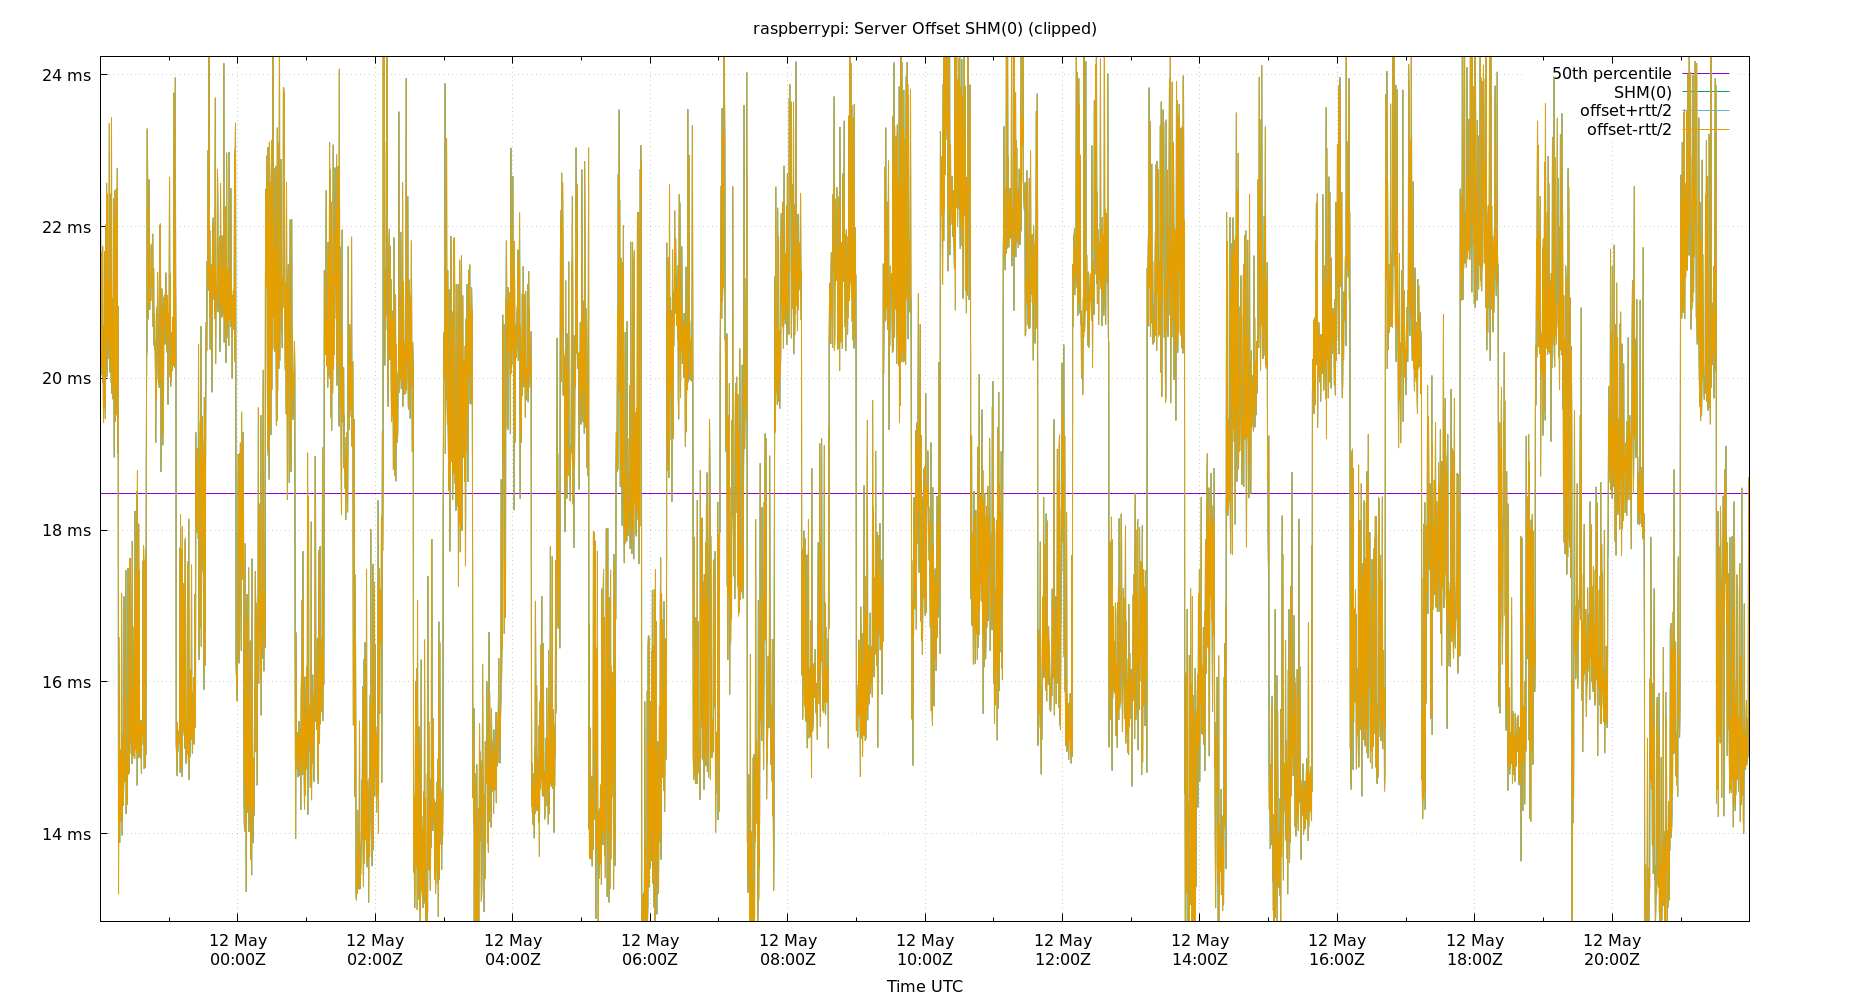 raspberrypi: Server Offset SHM(0) (clipped)
50th percentile
SHM(0)
offset+rtt/2
offset-rtt/2
24 ms
22 ms
20 ms
18 ms
16 ms
14 ms
12 May 12 May 12 May 12 May 12 May 12 May 12 May 12 May 12 May 12 May 12 May
00:00Z 02:00Z 04:00Z 06:00Z 08:00Z 10:00Z 12:00Z 14:00Z 16:00Z 18:00Z 20:00Z
Time UTC